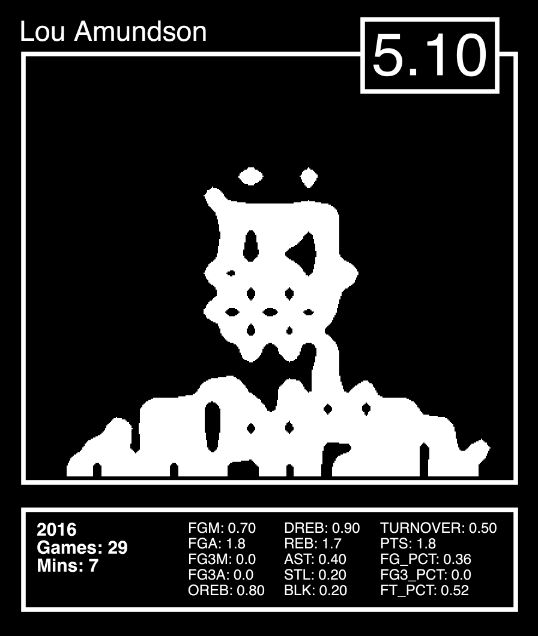 Lou Amundson
5.10
2016
Games: 29
Mins: 7
FGM: 0.70
FGA: 1.8
FG3M: 0.0
FG3A: 0.0
OREB: 0.80
DREB: 0.90
REB: 1.7
AST: 0.40
STL: 0.20
BLK: 0.20
TURNOVER: 0.50
PTS: 1.8
FG_PCT: 0.36
FG3_PCT: 0.0
FT_PCT: 0.52